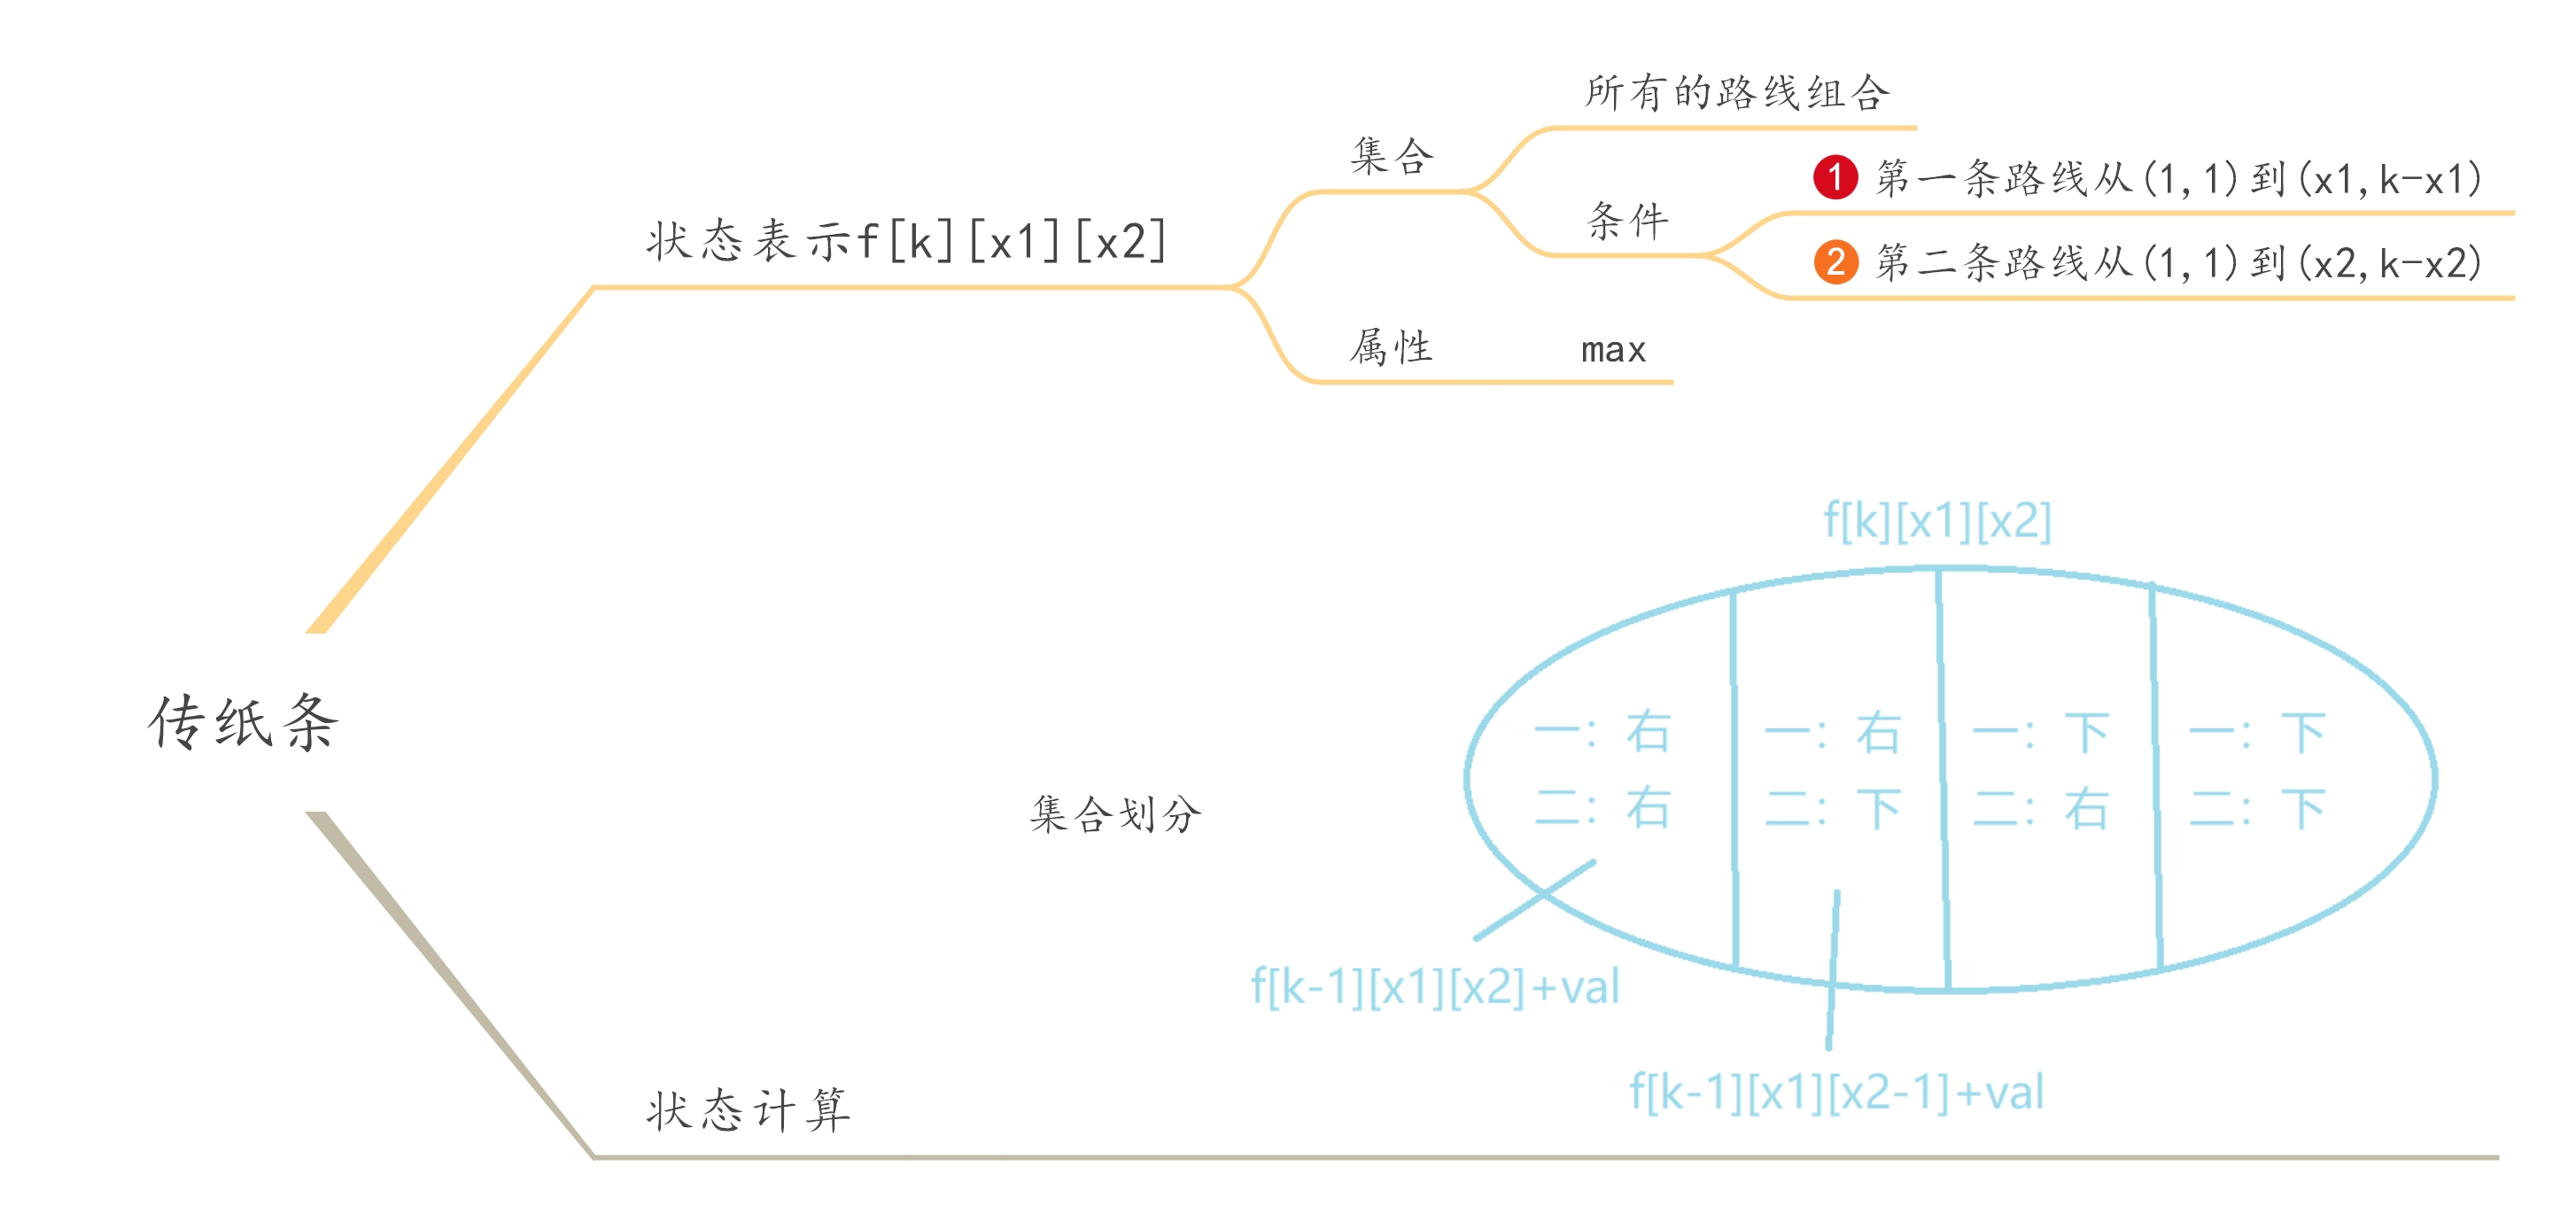 传纸条
状态表示f[k][x1][x2]
集合
所有的路线组合
条件
1 第一条路线从(1,1)到(x1,k-x1)
2 第二条路线从(1,1)到(x2,k-x2)
属性 max
状态计算
集合划分
f[k][x1][x2]
一: 右 一: 右 一: 下 一: 下
二: 右 二: 下 二: 右 二: 下
f[k-1][x1][x2]+val
f[k-1][x1][x2-1]+val